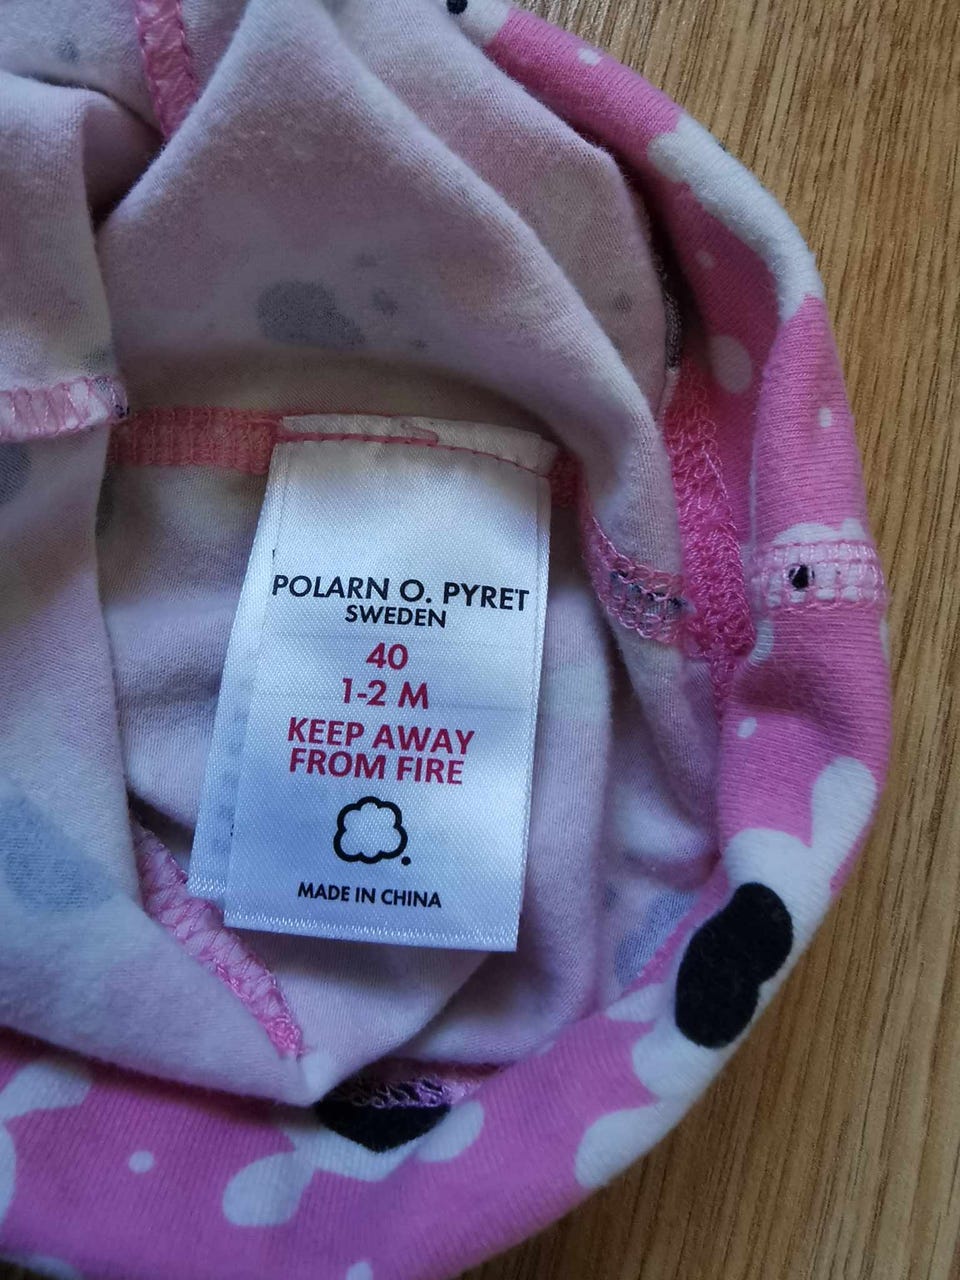 POLARN O. PYRET
SWEDEN
40
1-2 M
KEEP AWAY
FROM FIRE
MADE IN CHINA